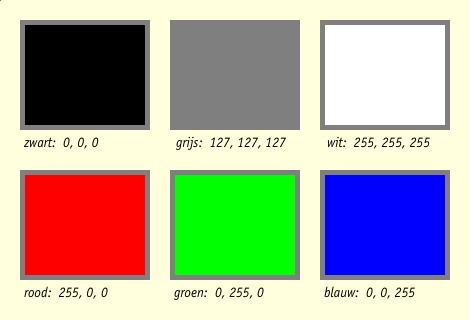 zwart: 0, 0, 0
grijs: 127, 127, 127
wit: 255, 255, 255
rood: 255, 0, 0
groen: 0, 255, 0
blauw: 0, 0, 255